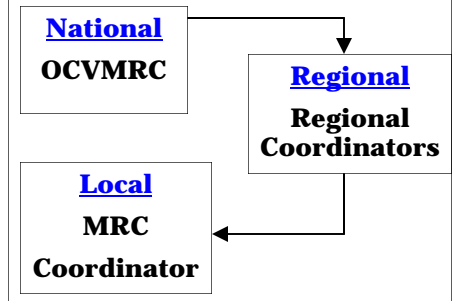 National
OCVMRC
Regional
Regional
Coordinators
Local
MRC
Coordinator